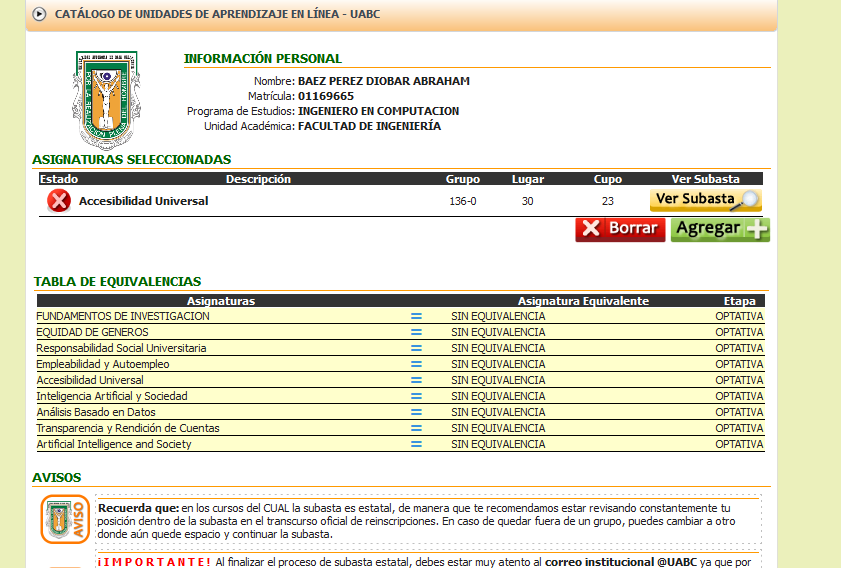 CATÁLOGO DE UNIDADES DE APRENDIZAJE EN LÍNEA - UABC
INFORMACIÓN PERSONAL
Nombre: BAEZ PEREZ DIOBAR ABRAHAM
Matrícula: 01169665
Programa de Estudios: INGENIERO EN COMPUTACION
Unidad Académica: FACULTAD DE INGENIERÍA
POR LA REALIZACIÓN PLENA DEL HOMBRE
ASIGNATURAS SELECCIONADAS
Estado Descripción Grupo Lugar Cupo Ver Subasta
Accesibilidad Universal 136-0 30 23 Ver Subasta
Borrar Agregar
TABLA DE EQUIVALENCIAS
Asignaturas Asignatura Equivalente Etapa
FUNDAMENTOS DE INVESTIGACION = SIN EQUIVALENCIA OPTATIVA
EQUIDAD DE GENEROS = SIN EQUIVALENCIA OPTATIVA
Responsabilidad Social Universitaria = SIN EQUIVALENCIA OPTATIVA
Empleabilidad y Autoempleo = SIN EQUIVALENCIA OPTATIVA
Accesibilidad Universal = SIN EQUIVALENCIA OPTATIVA
Inteligencia Artificial y Sociedad = SIN EQUIVALENCIA OPTATIVA
Análisis Basado en Datos = SIN EQUIVALENCIA OPTATIVA
Transparencia y Rendición de Cuentas = SIN EQUIVALENCIA OPTATIVA
Artificial Intelligence and Society = SIN EQUIVALENCIA OPTATIVA
AVISOS
AVISO
Recuerda que: en los cursos del CUAL la subasta es estatal, de manera que te recomendamos estar revisando constantemente tu
posición dentro de la subasta en el transcurso oficial de reinscripciones. En caso de quedar fuera de un grupo, puedes cambiar a otro
donde aún quede espacio y continuar la subasta.
¡IMPORTANTE! Al finalizar el proceso de subasta estatal, debes estar muy atento al correo institucional @UABC ya que por